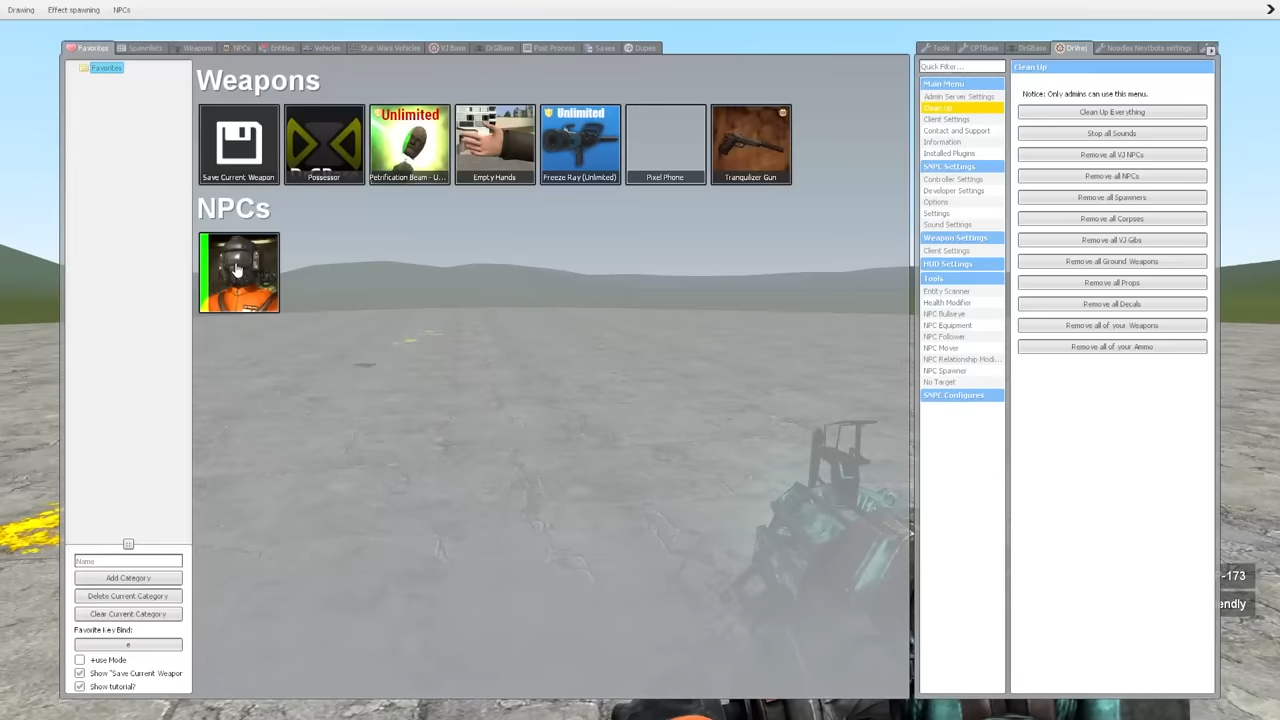 Drawing Effect spawning NPCs
Favorites Spawnlists Weapons NPCs Entities Vehicles Star Wars Vehicles VJ Base DrGBase Post Process Saves Dupes
Favorites
Weapons
Unlimited
Unlimited
Save Current Weapon Possessor Petrification Beam - U... Empty Hands Freeze Ray (Unlimited) Pixel Phone Tranquilizer Gun
NPCs
Name
Add Category
Delete Current Category
Clear Current Category
Favorite Key Bind:
e
+use Mode
Show "Save Current Weapor
Show tutorial?
Tools CPTBase DrGBase DrVrej Noodles Nextbots settings
Quick Filter...
Main Menu
Admin Server Settings
Clean Up
Client Settings
Contact and Support
Information
Installed Plugins
SNPC Settings
Controller Settings
Developer Settings
Options
Settings
Sound Settings
Weapon Settings
Client Settings
HUD Settings
Tools
Entity Scanner
Health Modifier
NPC Bullseye
NPC Equipment
NPC Follower
NPC Mover
NPC Relationship Modi...
NPC Spawner
No Target
SNPC Configures
Clean Up
Notice: Only admins can use this menu.
Clean Up Everything
Stop all Sounds
Remove all VJ NPCs
Remove all NPCs
Remove all Spawners
Remove all Corpses
Remove all VJ Gibs
Remove all Ground Weapons
Remove all Props
Remove all Decals
Remove all of your Weapons
Remove all of your Ammo
-173
endly